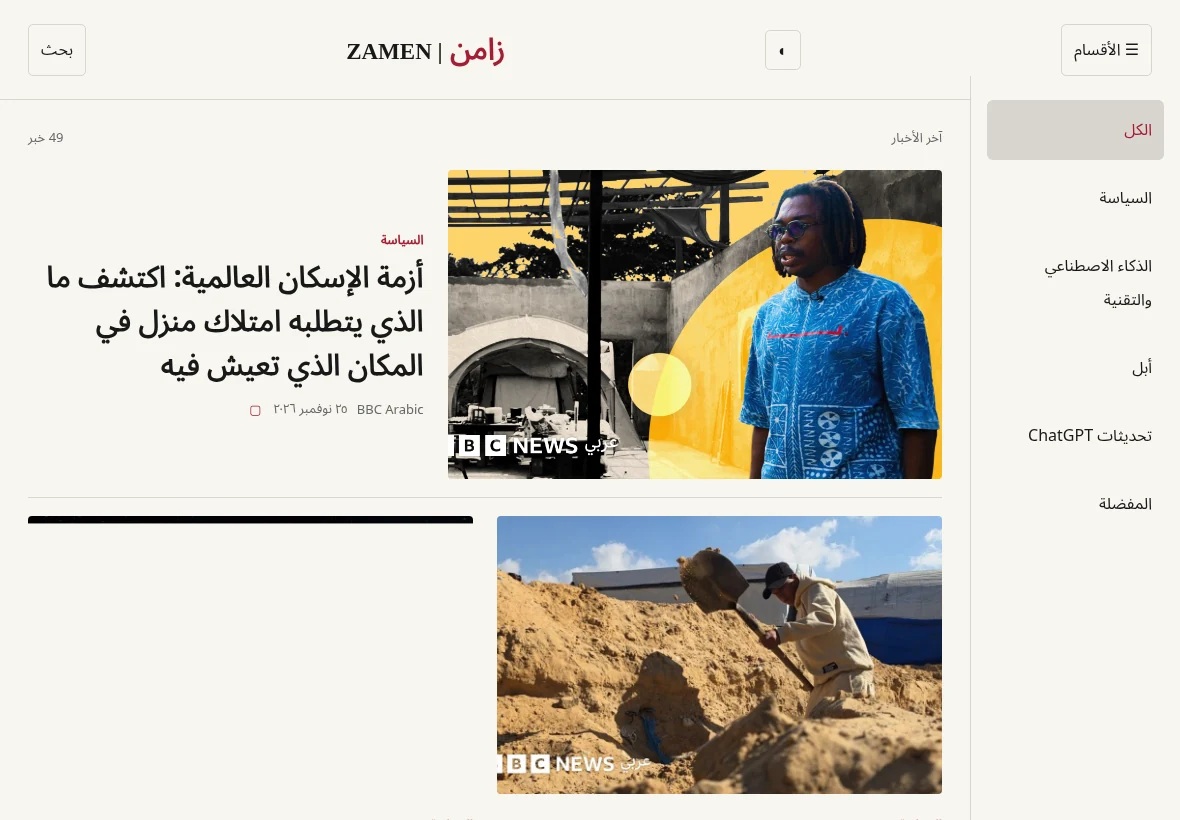 ☰ الأقسام
زامن | ZAMEN
بحث
الكل
السياسة
الذكاء الاصطناعي
والتقنية
أبل
تحديثات ChatGPT
المفضلة
آخر الأخبار
49 خبر
السياسة
أزمة الإسكان العالمية: اكتشف ما
الذي يتطلبه امتلاك منزل في
المكان الذي تعيش فيه
BBC Arabic ٢٥ نوفمبر ٢٠٢٦
B C NEWS عربي
B C NEWS عربي